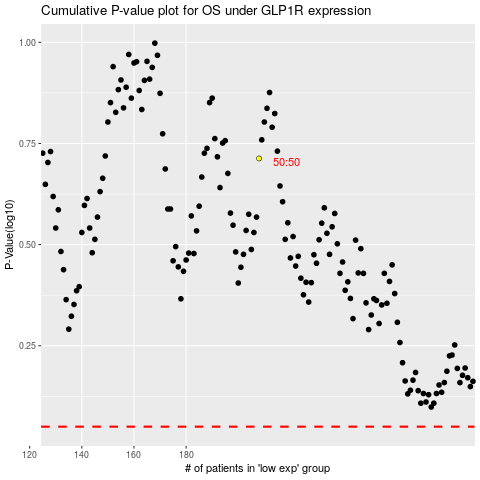 Cumulative P-value plot for OS under GLP1R expression
1.00
0.75
50:50
0.50
0.25
P-Value(log10)
120 140 160 180
# of patients in 'low exp' group